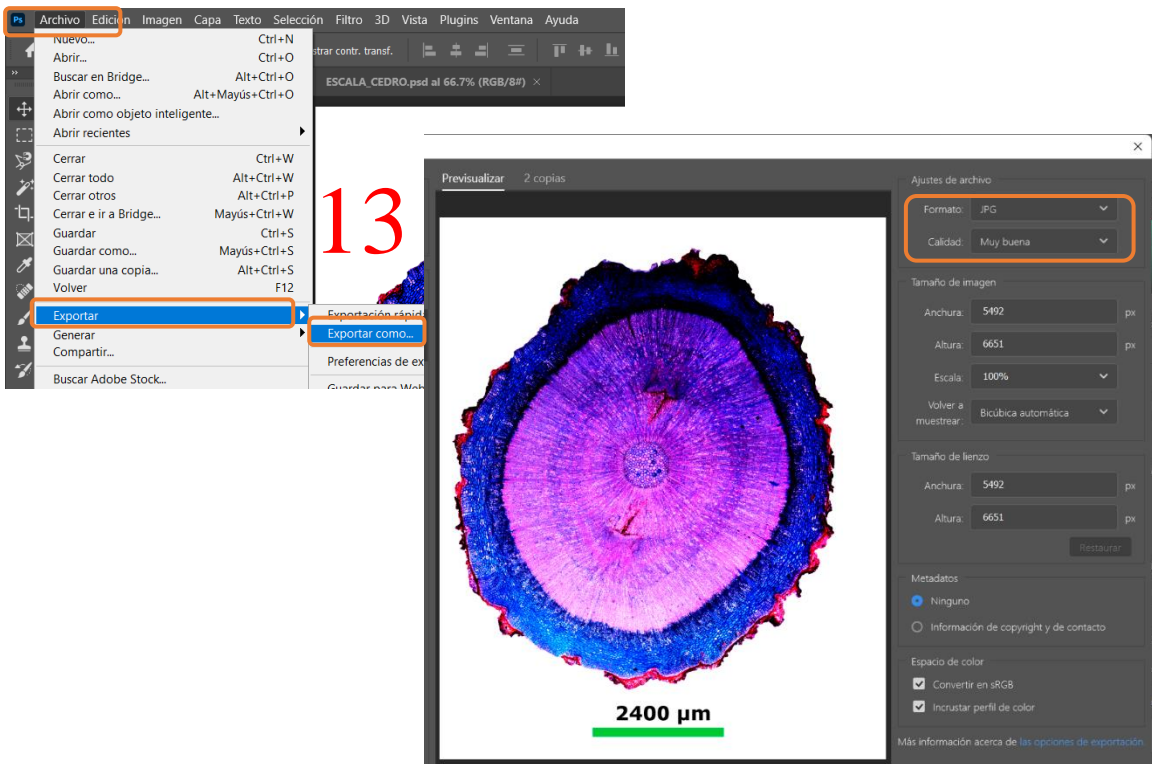 Ps Archivo Edición Imagen Capa Texto Selección Filtro 3D Vista Plugins Ventana Ayuda
Nuevo... Ctrl+N
strar contr. transf.
Abrir... Ctrl+O
Buscar en Bridge... Alt+Ctrl+O
ESCALA_CEDRO.psd al 66.7% (RGB/8#) ×
Abrir como... Alt+Mayús+Ctrl+O
Abrir como objeto inteligente...
Abrir recientes
Cerrar Ctrl+W
Cerrar todo Alt+Ctrl+W
Cerrar otros Alt+Ctrl+P
Cerrar e ir a Bridge... Mayús+Ctrl+W
Guardar Ctrl+S
Guardar como... Mayús+Ctrl+S
Guardar una copia... Alt+Ctrl+S
Volver F12
Exportar
Generar
Compartir...
Buscar Adobe Stock...
Exportación rápid
Exportar como...
Preferencias de ex
Guardar para Web
13
Previsualizar 2 copias
2400 µm
Ajustes de archivo
Formato: JPG
Calidad: Muy buena
Tamaño de imagen
Anchura: 5492 px
Altura: 6651 px
Escala: 100%
Volver a
muestrear: Bicúbica automática
Tamaño de lienzo
Anchura: 5492 px
Altura: 6651 px
Restaurar
Metadatos
Ninguno
Información de copyright y de contacto
Espacio de color
Convertir en sRGB
Incrustar perfil de color
Más información acerca de las opciones de exportación.